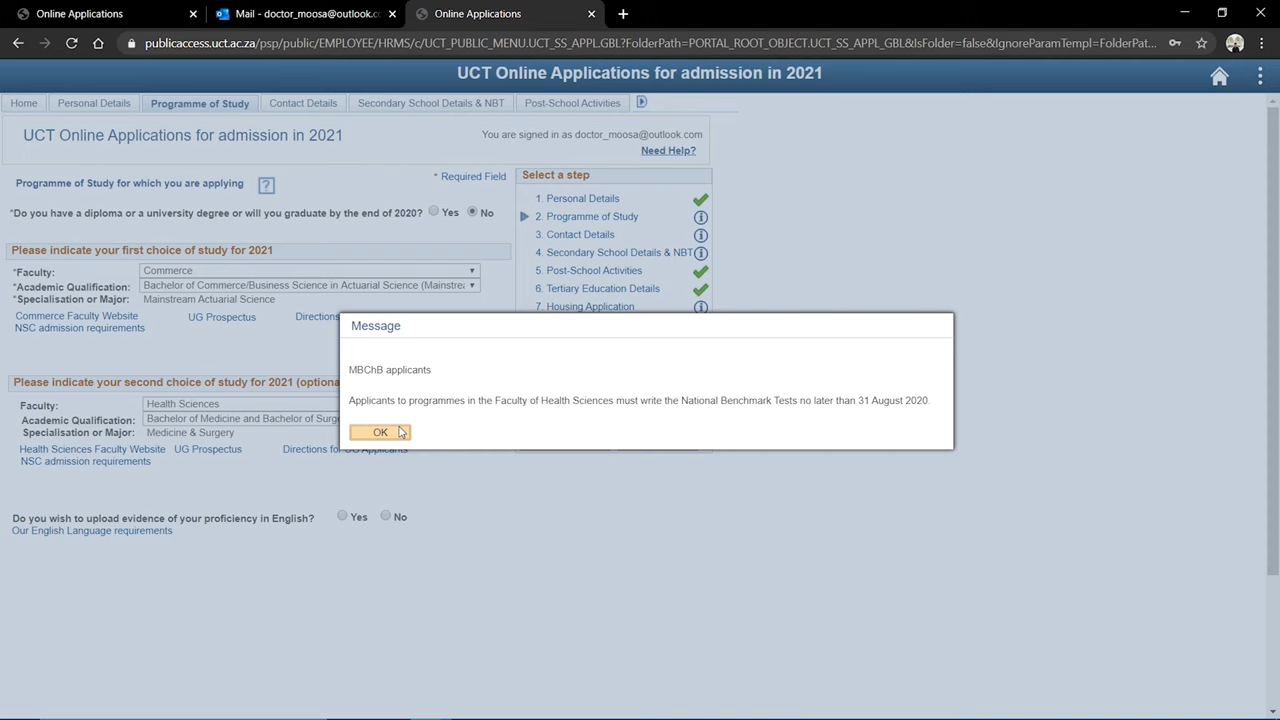 Online Applications
Mail - doctor_moosa@outlook.cc
Online Applications
publicaccess.uct.ac.za/psp/public/EMPLOYEE/HRMS/c/UCT_PUBLIC_MENU.UCT_SS_APPL.GBL?FolderPath=PORTAL_ROOT_OBJECT.UCT_SS_APPL_GBL&IsFolder=false&IgnoreParamTempl=FolderPat...
UCT Online Applications for admission in 2021
Home
Personal Details
Programme of Study
Contact Details
Secondary School Details & NBT
Post-School Activities
UCT Online Applications for admission in 2021
You are signed in as doctor_moosa@outlook.com
Need Help?
Programme of Study for which you are applying
* Required Field
*Do you have a diploma or a university degree or will you graduate by the end of 2020? Yes No
Please indicate your first choice of study for 2021
*Faculty: Commerce
*Academic Qualification: Bachelor of Commerce/Business Science in Actuarial Science (Mainstrea
*Specialisation or Major: Mainstream Actuarial Science
Commerce Faculty Website UG Prospectus Directions
NSC admission requirements
Select a step
1. Personal Details
2. Programme of Study
3. Contact Details
4. Secondary School Details & NBT
5. Post-School Activities
6. Tertiary Education Details
7. Housing Application
Message
MBChB applicants
Applicants to programmes in the Faculty of Health Sciences must write the National Benchmark Tests no later than 31 August 2020.
OK
Please indicate your second choice of study for 2021 (optiona
Faculty: Health Sciences
Academic Qualification: Bachelor of Medicine and Bachelor of Surge
Specialisation or Major: Medicine & Surgery
Health Sciences Faculty Website UG Prospectus Directions for UG Applicants
NSC admission requirements
Do you wish to upload evidence of your proficiency in English? Yes No
Our English Language requirements